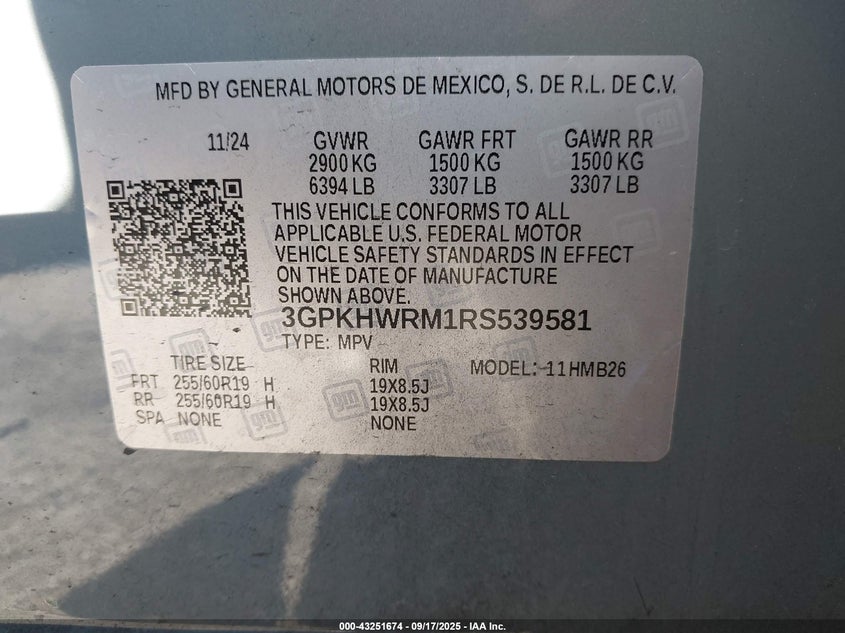 MFD BY GENERAL MOTORS DE MEXICO, S. DE R.L. DE C.V.
11/24 GVWR GAWR FRT GAWR RR
2900 KG 1500 KG 1500 KG
6394 LB 3307 LB 3307 LB
THIS VEHICLE CONFORMS TO ALL
APPLICABLE U.S. FEDERAL MOTOR
VEHICLE SAFETY STANDARDS IN EFFECT
ON THE DATE OF MANUFACTURE
SHOWN ABOVE.
3GPKHWRM1RS539581
TYPE: MPV
TIRE SIZE RIM MODEL: 11HMB26
FRT 255/60R19 H 19X8.5J
RR 255/60R19 H 19X8.5J
SPA NONE NONE
gm
000-43251674 - 09/17/2025 - IAA Inc.